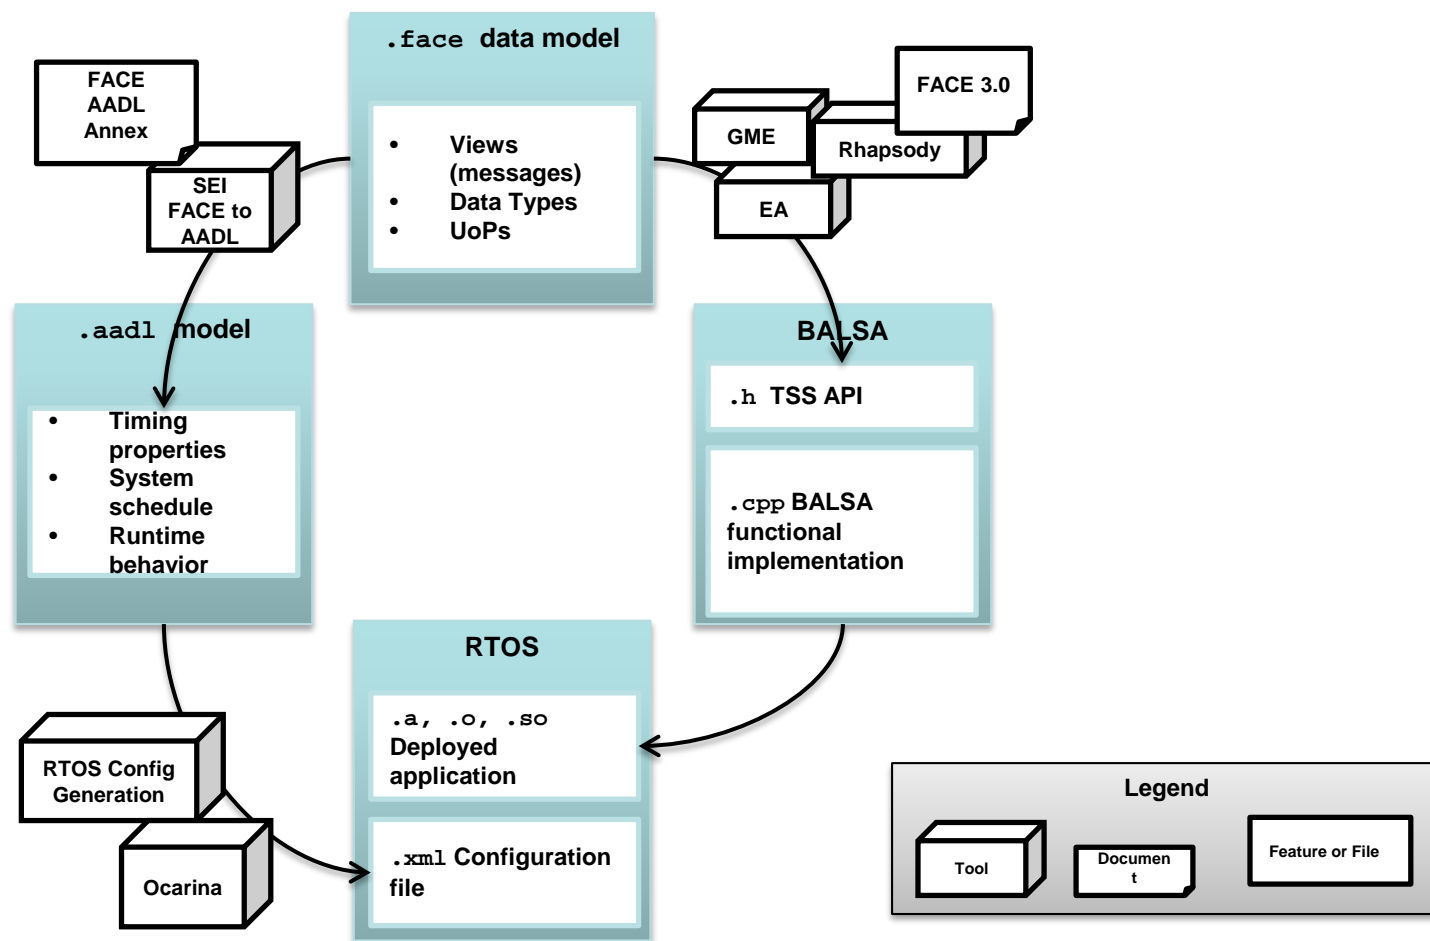 .face data model
FACE
AADL
Annex
SEI
FACE to
AADL
• Views
(messages)
• Data Types
• UoPs
GME
Rhapsody
FACE 3.0
EA
.aadl model
• Timing
properties
• System
schedule
• Runtime
behavior
BALSA
.h TSS API
.cpp BALSA
functional
implementation
RTOS
.a, .o, .so
Deployed
application
.xml Configuration
file
RTOS Config
Generation
Ocarina
Legend
Tool
Documen
t
Feature or File